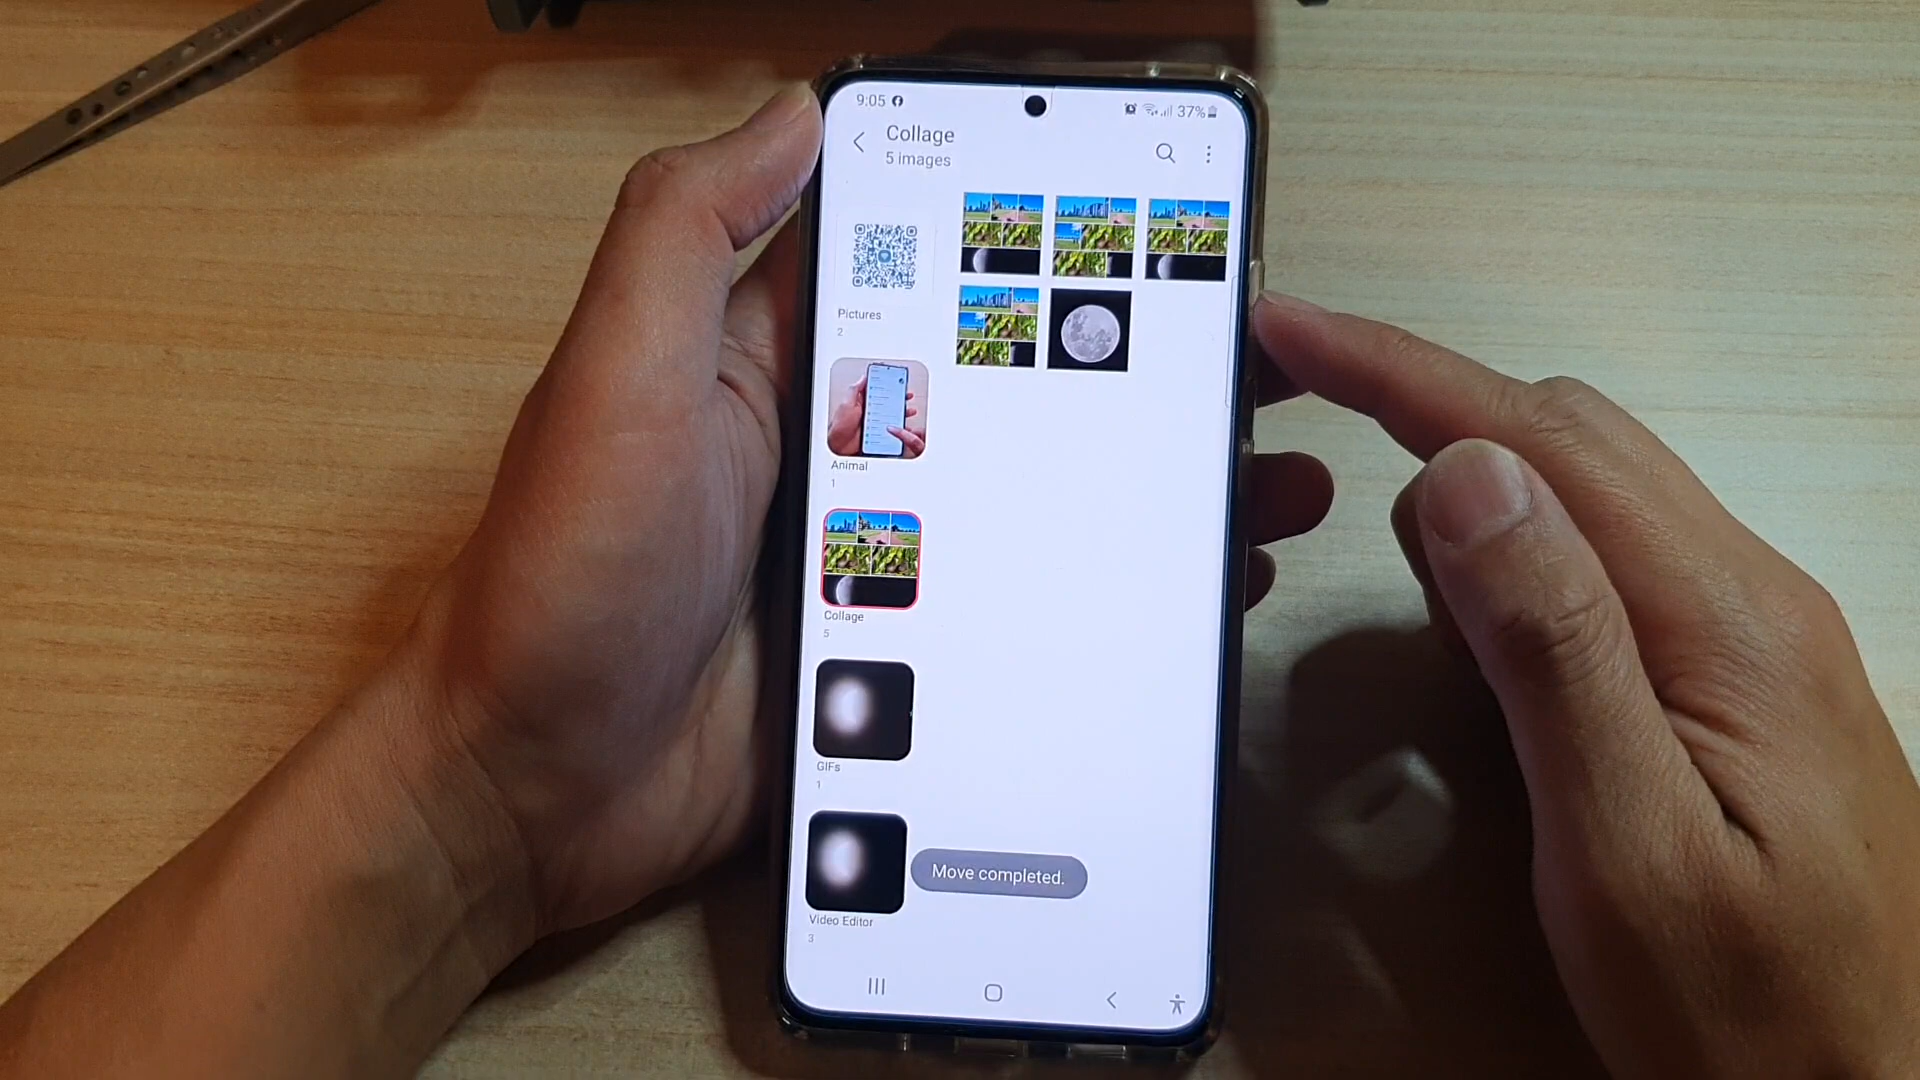 9:05
37%
Collage
5 images
Pictures
2
Animal
1
Collage
5
GIFs
1
Video Editor
3
Move completed.